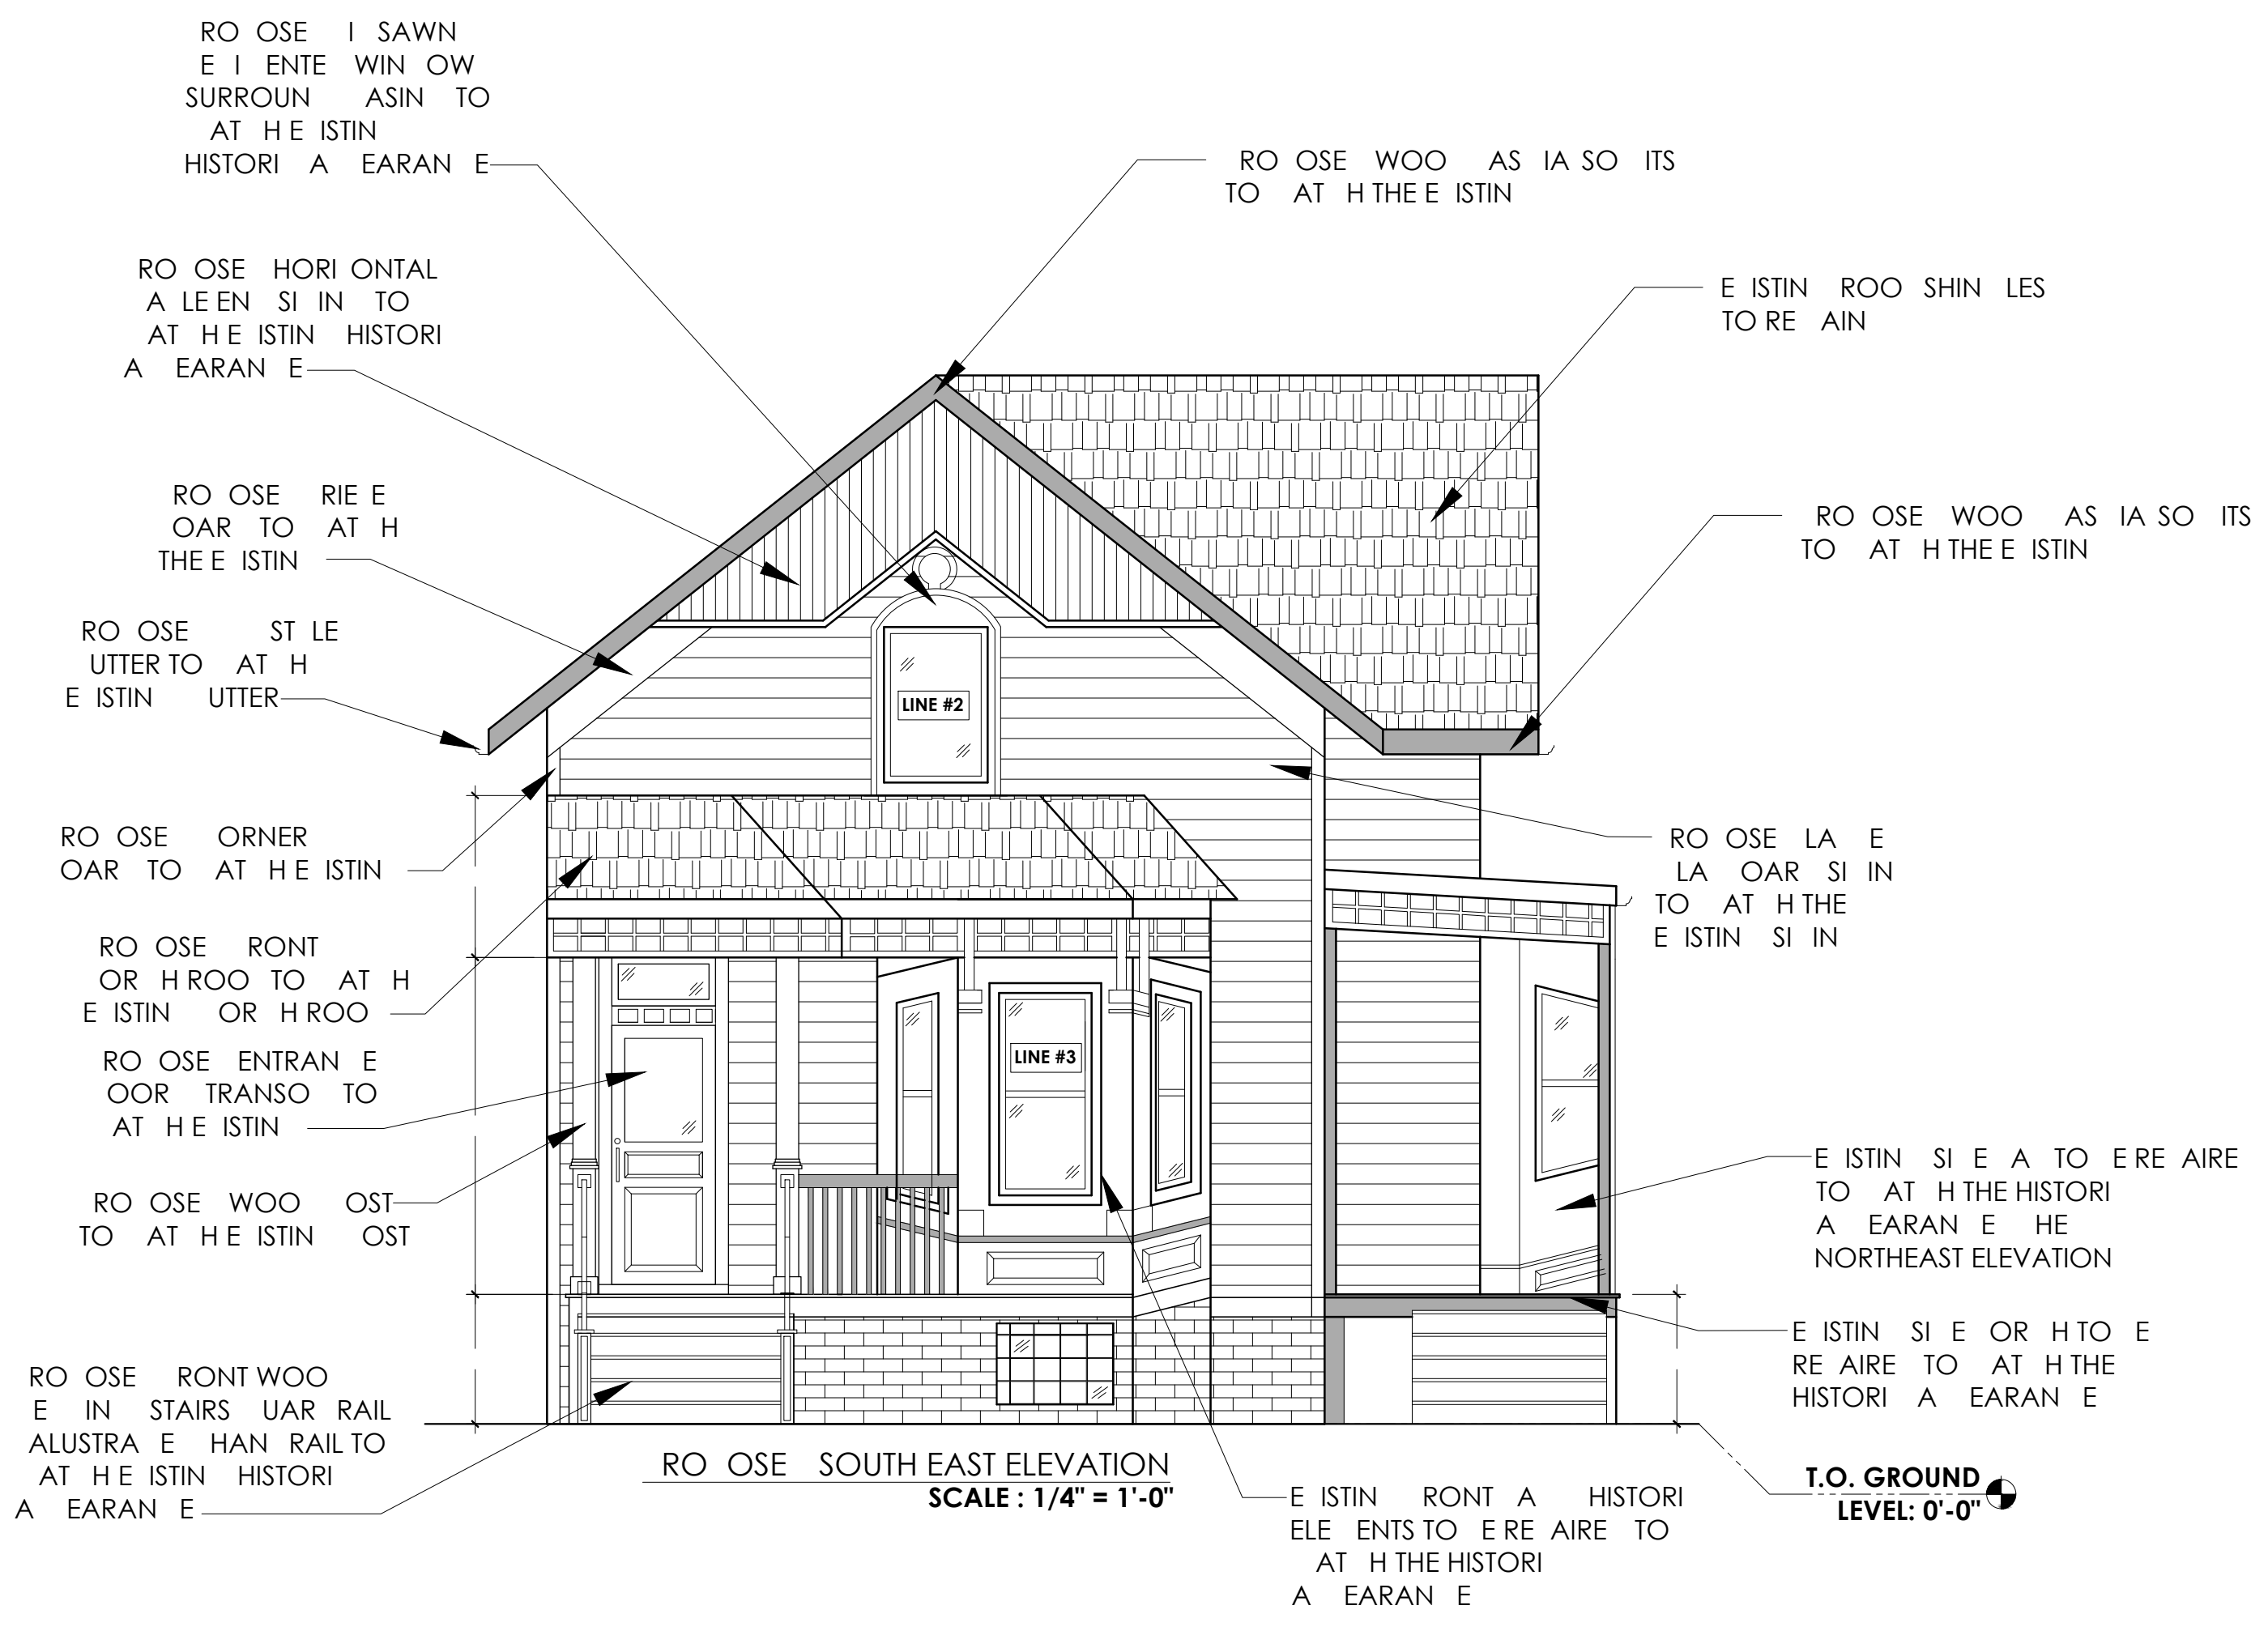 RO OSE I SAWN
E I ENTE WIN OW
SURROUN ASIN TO
AT H E ISTIN
HISTORI A EARAN E
RO OSE WOO AS IA SO ITS
TO AT H THE E ISTIN
RO OSE HORI ONTAL
A LE EN SI IN TO
AT H E ISTIN HISTORI
A EARAN E
E ISTIN ROO SHIN LES
TO RE AIN
RO OSE RIE E
OAR TO AT H
THE E ISTIN
RO OSE WOO AS IA SO ITS
TO AT H THE E ISTIN
RO OSE ST LE
UTTER TO AT H
E ISTIN UTTER
LINE #2
RO OSE ORNER
OAR TO AT H E ISTIN
RO OSE LA E
LA OAR SI IN
TO AT H THE
E ISTIN SI IN
RO OSE RONT
OR H ROO TO AT H
E ISTIN OR H ROO
RO OSE ENTRAN E
OOR TRANSO TO
AT H E ISTIN
LINE #3
RO OSE WOO OST
TO AT H E ISTIN OST
E ISTIN SI E A TO E RE AIRE
TO AT H THE HISTORI
A EARAN E HE
NORTHEAST ELEVATION
E ISTIN SI E OR H TO E
RE AIRE TO AT H THE
HISTORI A EARAN E
RO OSE RONT WOO
E IN STAIRS UAR RAIL
ALUSTRA E HAN RAIL TO
AT H E ISTIN HISTORI
A EARAN E
RO OSE SOUTH EAST ELEVATION
SCALE : 1/4" = 1'-0"
E ISTIN RONT A HISTORI
ELE ENTS TO E RE AIRE TO
AT H THE HISTORI
A EARAN E
T.O. GROUND
LEVEL: 0'-0"